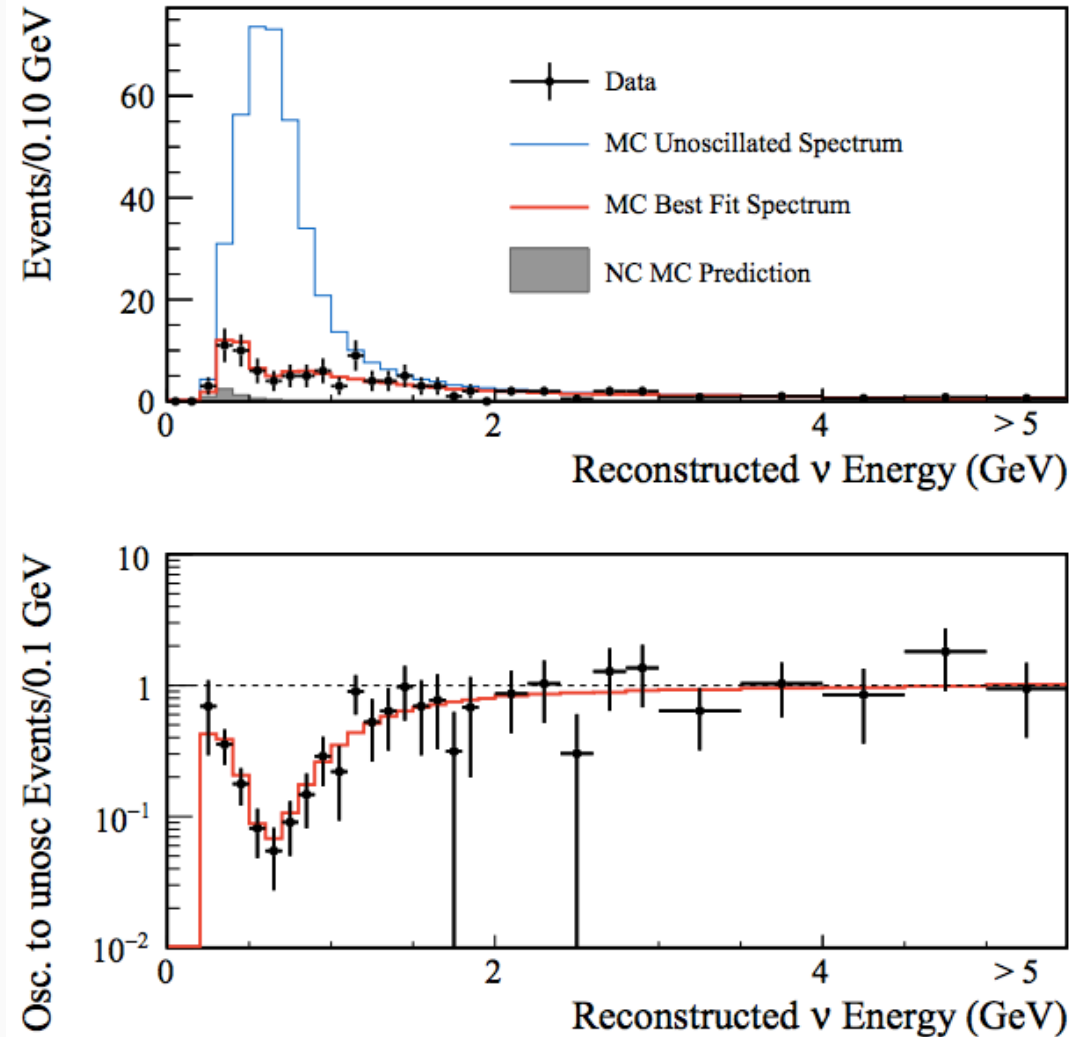 Events/0.10 GeV
60
40
20
0
Data
MC Unoscillated Spectrum
MC Best Fit Spectrum
NC MC Prediction
0 2 4 > 5
Reconstructed ν Energy (GeV)
Osc. to unosc Events/0.1 GeV
10
1
10⁻¹
10⁻²
0 2 4 > 5
Reconstructed ν Energy (GeV)